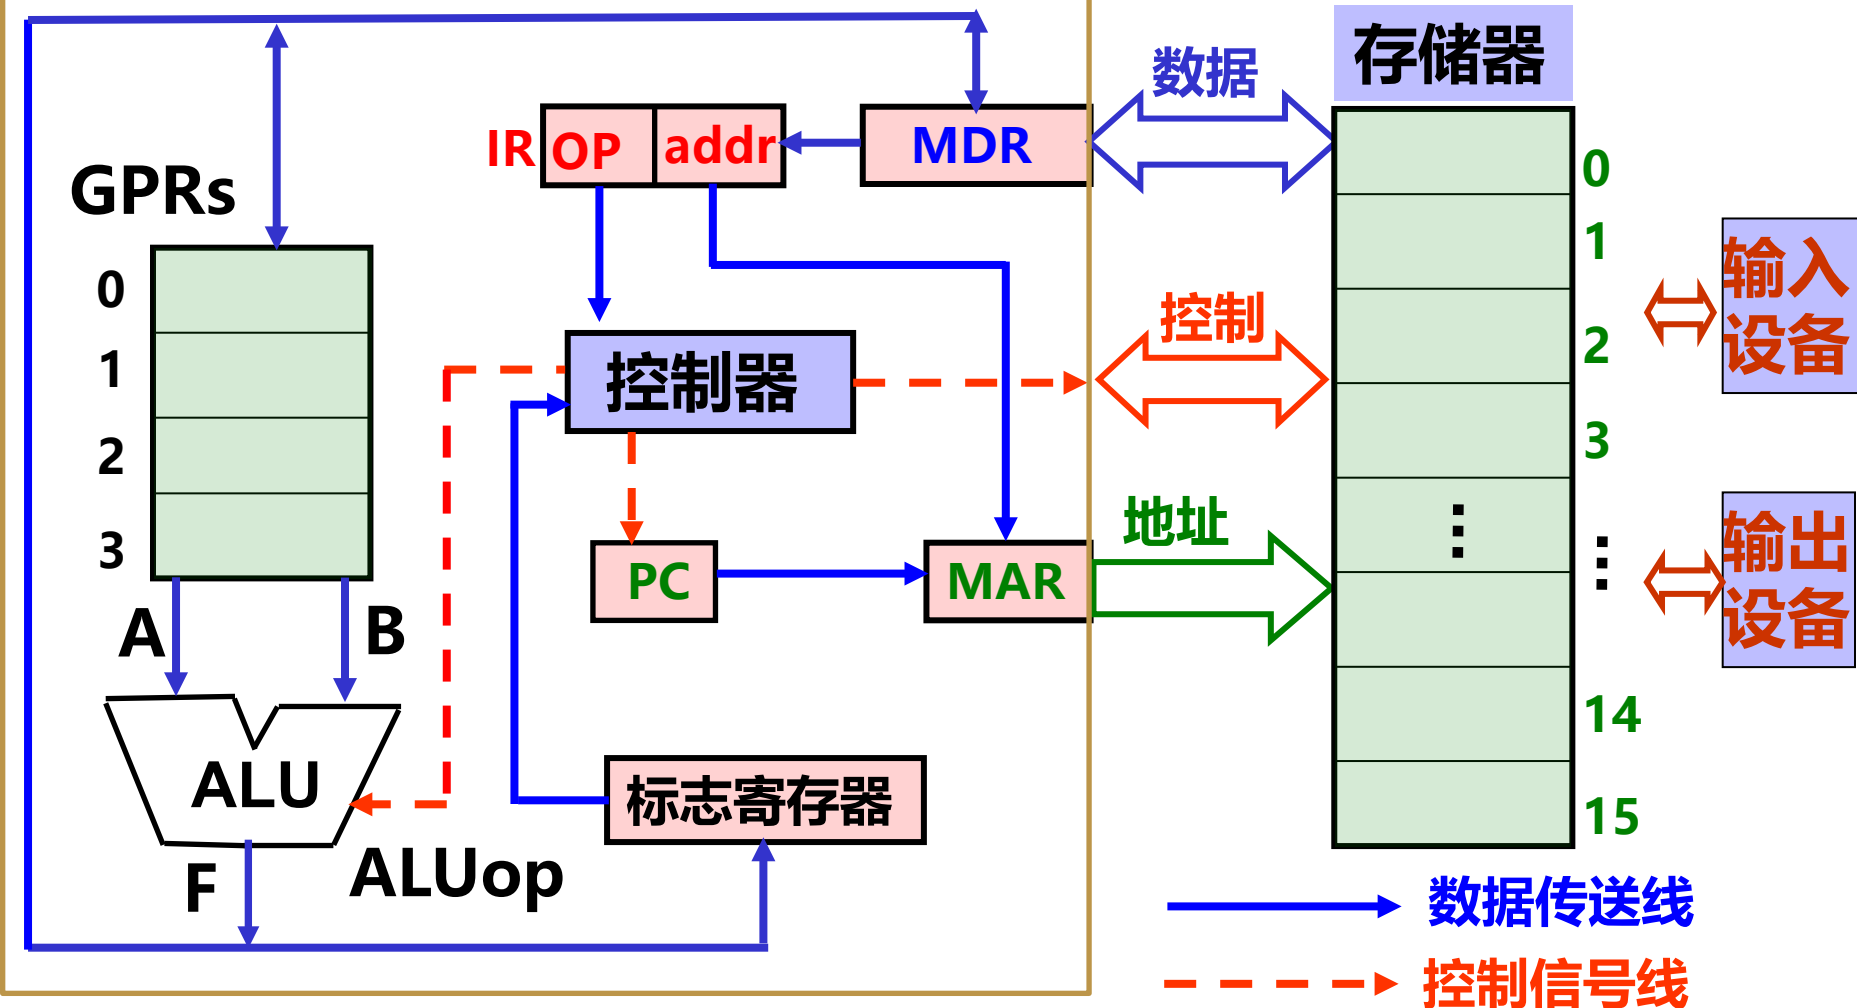 数据
存储器
IR
OP
addr
MDR
GPRs
0
1
2
3
0
1
2
3
⋮
14
15
⋮
控制
控制器
输入
设备
地址
PC
MAR
输出
设备
A
B
ALU
标志寄存器
F
ALUop
数据传送线
控制信号线